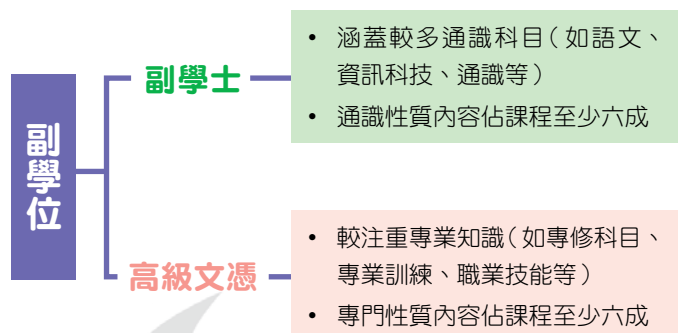 副學位
副學士
• 涵蓋較多通識科目（如語文、
資訊科技、通識等）
• 通識性質內容佔課程至少六成
高級文憑
• 較注重專業知識（如專修科目、
專業訓練、職業技能等）
• 專門性質內容佔課程至少六成